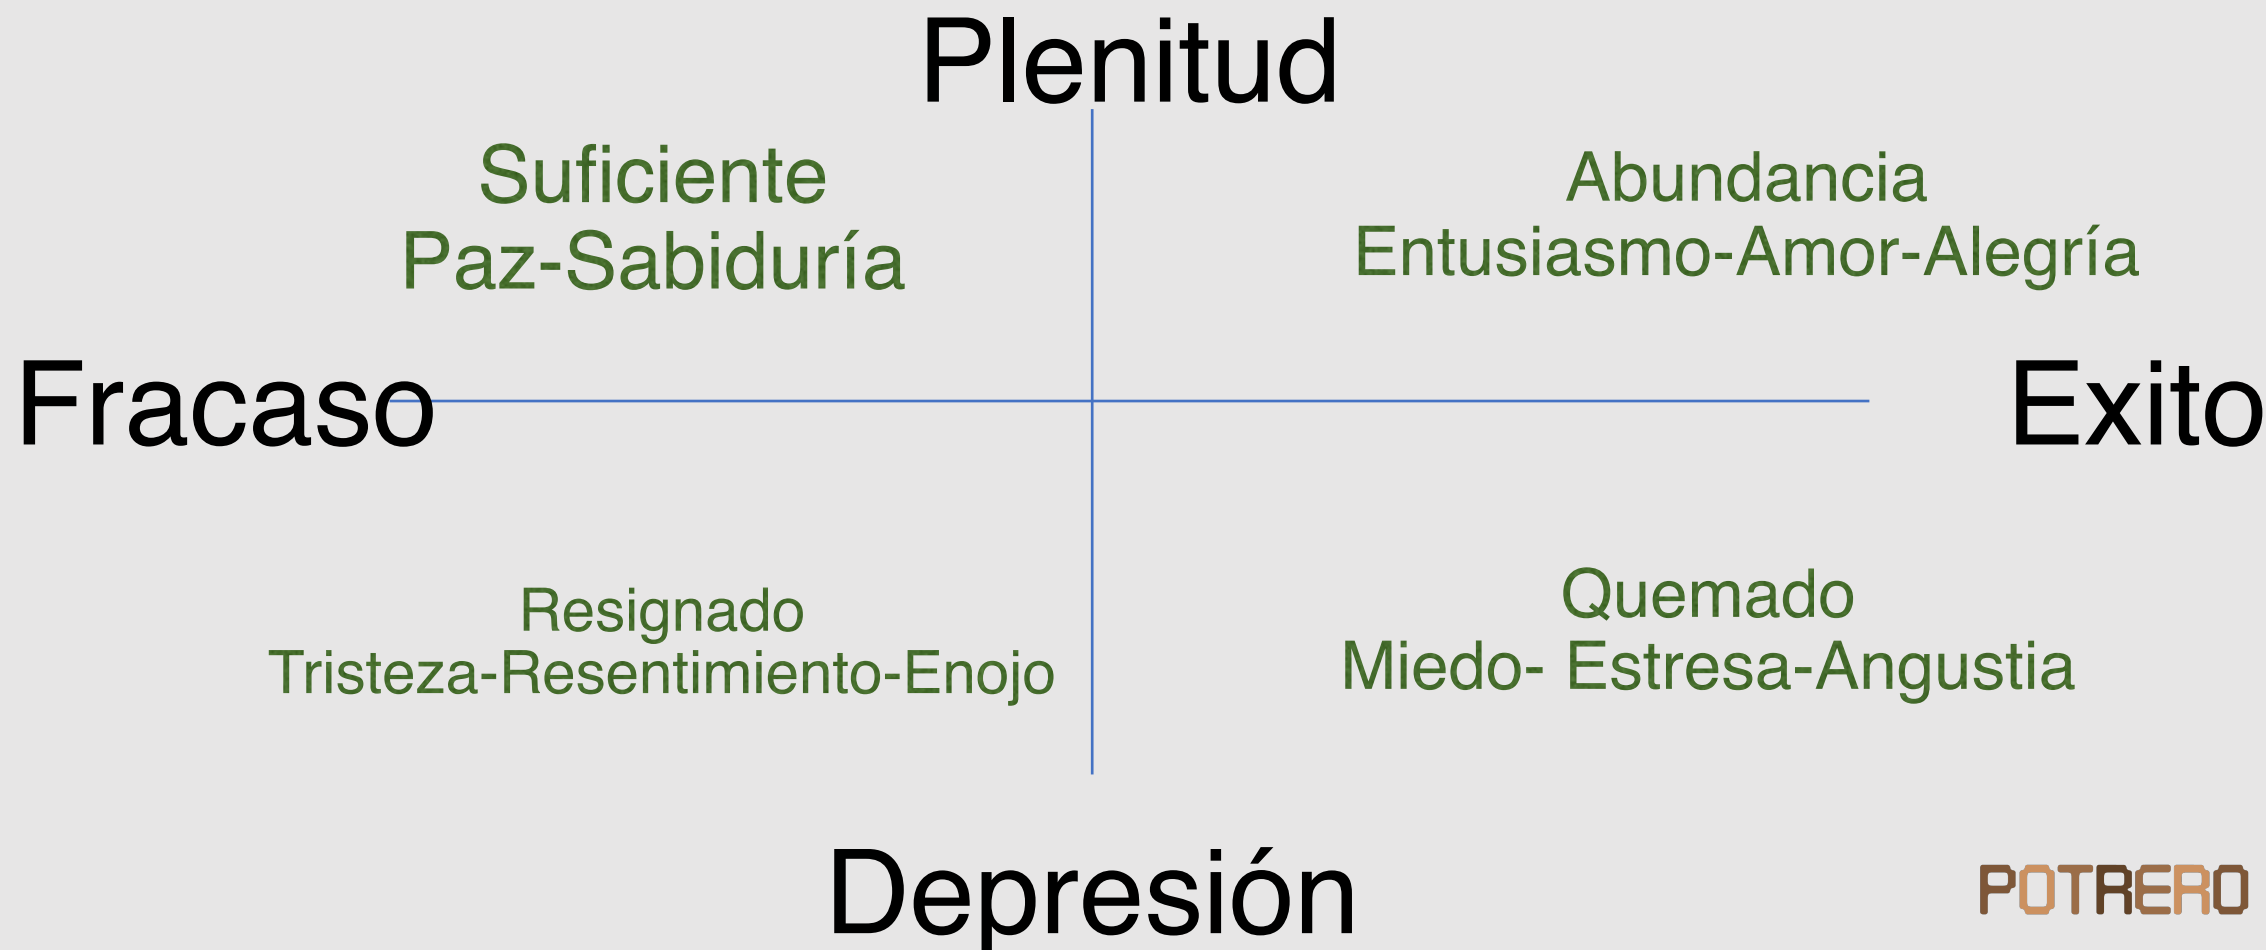 Plenitud
Suficiente
Paz-Sabiduría
Abundancia
Entusiasmo-Amor-Alegría
Fracaso
Exito
Resignado
Tristeza-Resentimiento-Enojo
Quemado
Miedo- Estresa-Angustia
Depresión
POTRERO